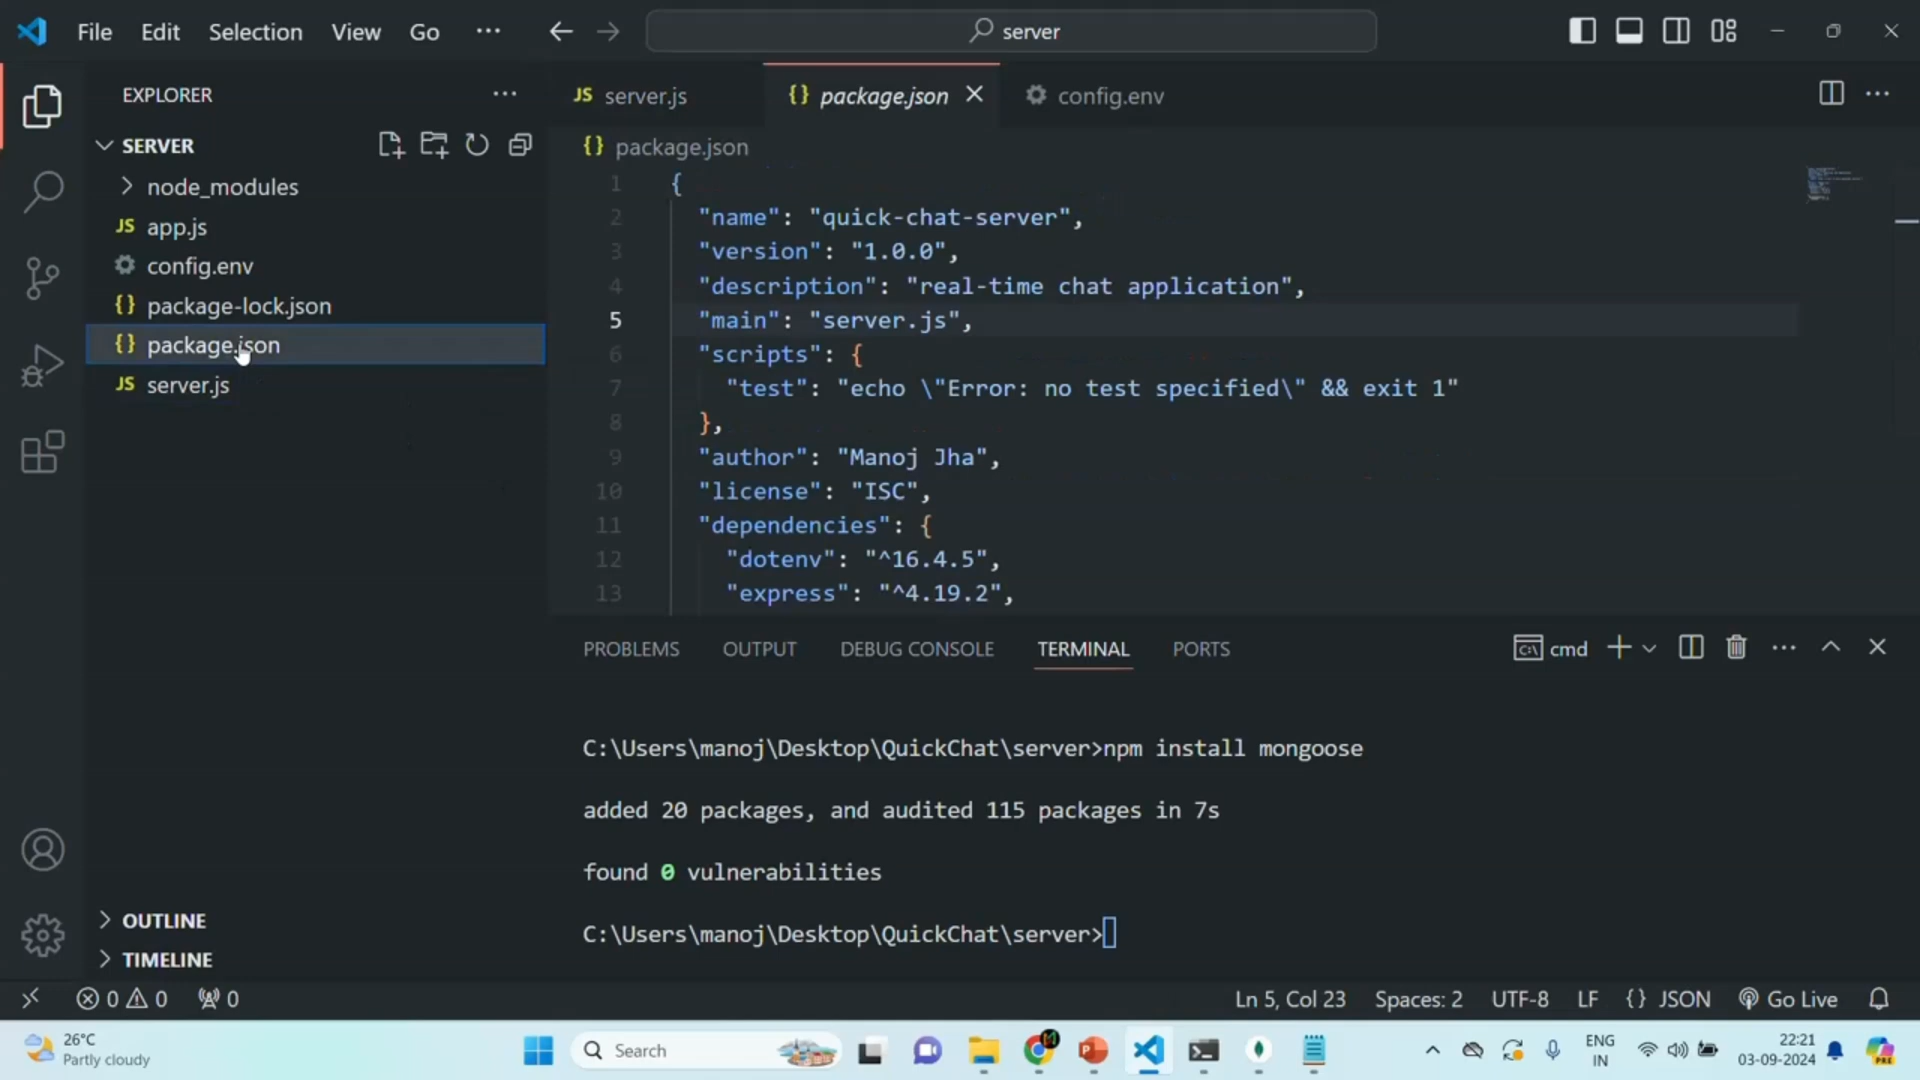 File Edit Selection View Go ··· server
EXPLORER ···
SERVER
node_modules
JS app.js
config.env
{} package-lock.json
{} package.json
JS server.js
OUTLINE
TIMELINE
JS server.js {} package.json config.env ···
{} package.json
1 {
2 "name": "quick-chat-server",
3 "version": "1.0.0",
4 "description": "real-time chat application",
5 "main": "server.js",
6 "scripts": {
7 "test": "echo \"Error: no test specified\" && exit 1"
8 },
9 "author": "Manoj Jha",
10 "license": "ISC",
11 "dependencies": {
12 "dotenv": "^16.4.5",
13 "express": "^4.19.2",
PROBLEMS OUTPUT DEBUG CONSOLE TERMINAL PORTS cmd ···
C:\Users\manoj\Desktop\QuickChat\server>npm install mongoose
added 20 packages, and audited 115 packages in 7s
found 0 vulnerabilities
C:\Users\manoj\Desktop\QuickChat\server>
0 0 0 Ln 5, Col 23 Spaces: 2 UTF-8 LF {} JSON Go Live
26°C
Partly cloudy
Search
ENG
IN
22:21
03-09-2024
PRE